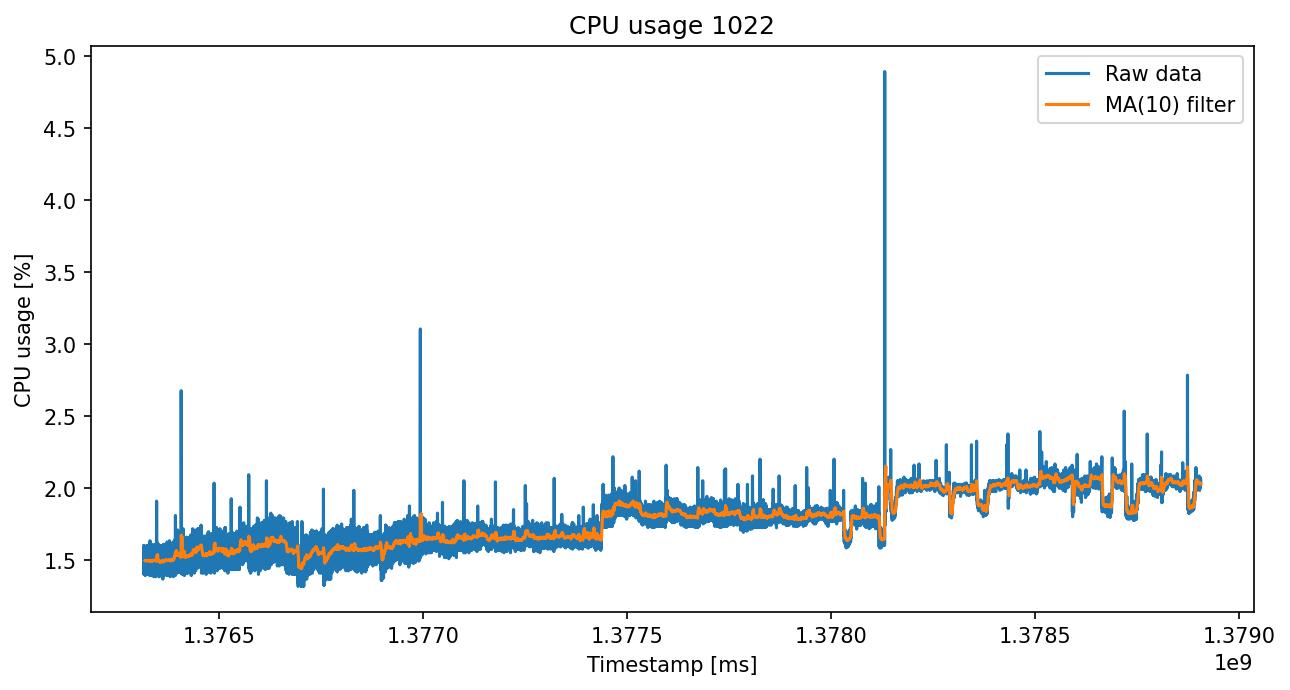 CPU usage 1022
5.0
4.5
4.0
3.5
3.0
2.5
2.0
1.5
CPU usage [%]
Raw data
MA(10) filter
1.3765 1.3770 1.3775 1.3780 1.3785 1.3790
1e9
Timestamp [ms]